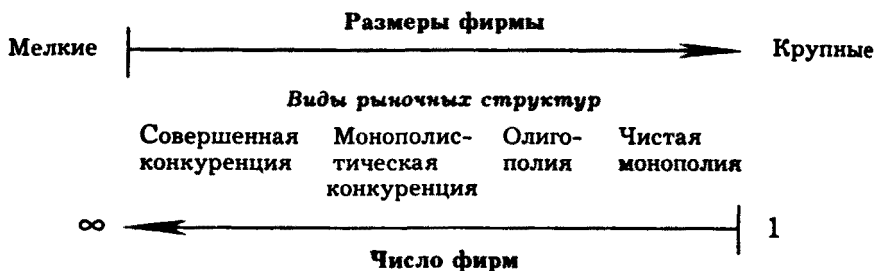 Размеры фирмы
Мелкие Крупные
Виды рыночных структур
Совершенная Монополис- Олиго- Чистая
конкуренция тическая полия монополия
конкуренция
∞ 1
Число фирм